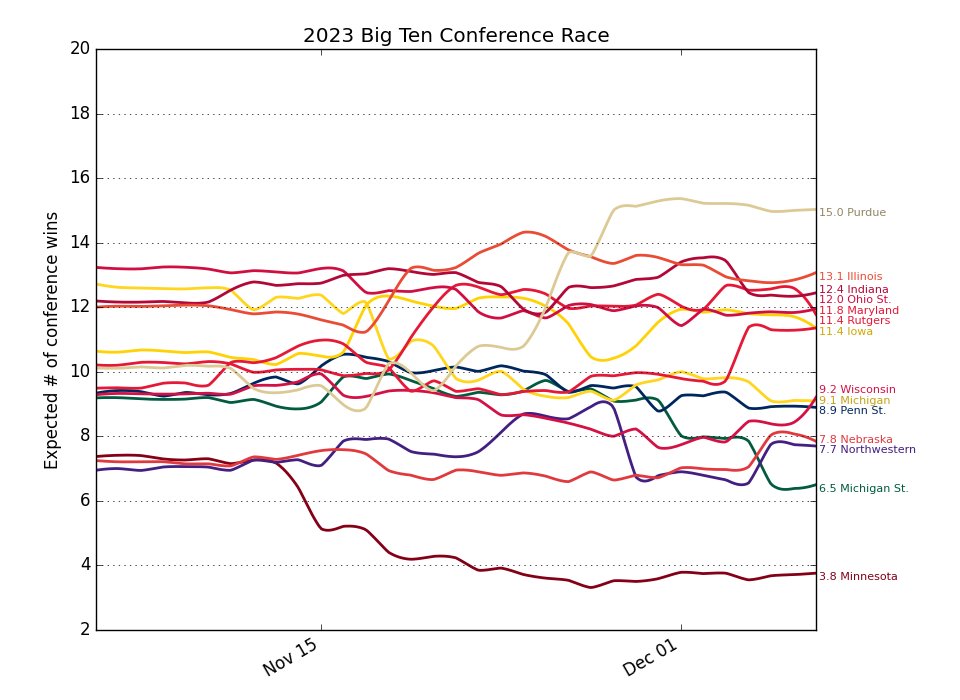 2023 Big Ten Conference Race
Expected # of conference wins
20
18
16
14
12
10
8
6
4
2
Nov 15
Dec 01
15.0 Purdue
13.1 Illinois
12.4 Indiana
12.0 Ohio St.
11.8 Maryland
11.4 Rutgers
11.4 Iowa
9.2 Wisconsin
9.1 Michigan
8.9 Penn St.
7.8 Nebraska
7.7 Northwestern
6.5 Michigan St.
3.8 Minnesota